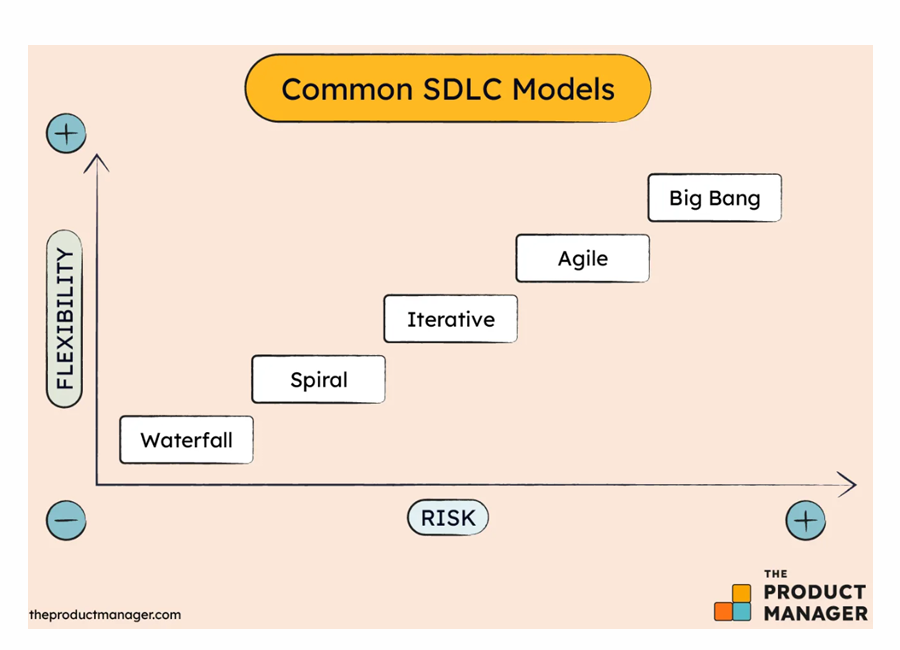 Common SDLC Models
+
Big Bang
Agile
FLEXIBILITY
Iterative
Spiral
Waterfall
−
RISK
+
THE
PRODUCT
MANAGER
theproductmanager.com